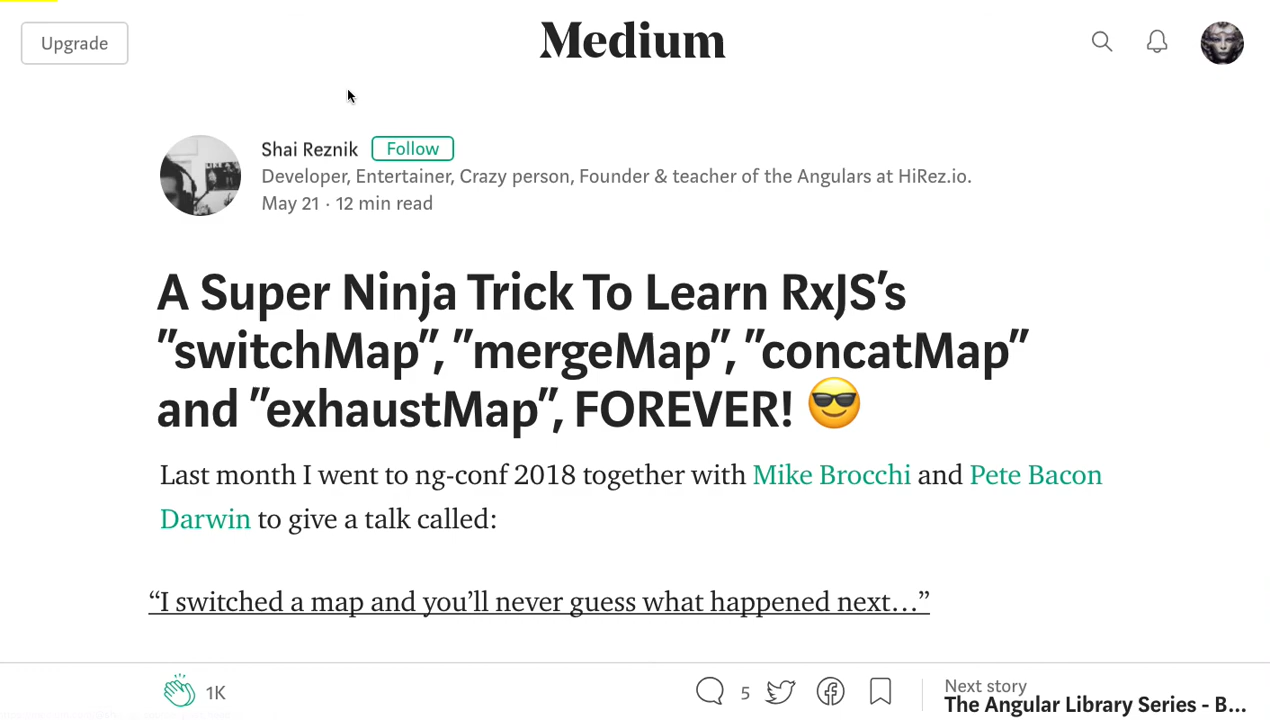 Upgrade
Medium
Shai Reznik Follow
Developer, Entertainer, Crazy person, Founder & teacher of the Angulars at HiRez.io.
May 21 · 12 min read
A Super Ninja Trick To Learn RxJS’s
”switchMap”, ”mergeMap”, ”concatMap”
and ”exhaustMap”, FOREVER! 😎
Last month I went to ng-conf 2018 together with Mike Brocchi and Pete Bacon
Darwin to give a talk called:
“I switched a map and you’ll never guess what happened next…”
1K
5
Next story
The Angular Library Series - B...